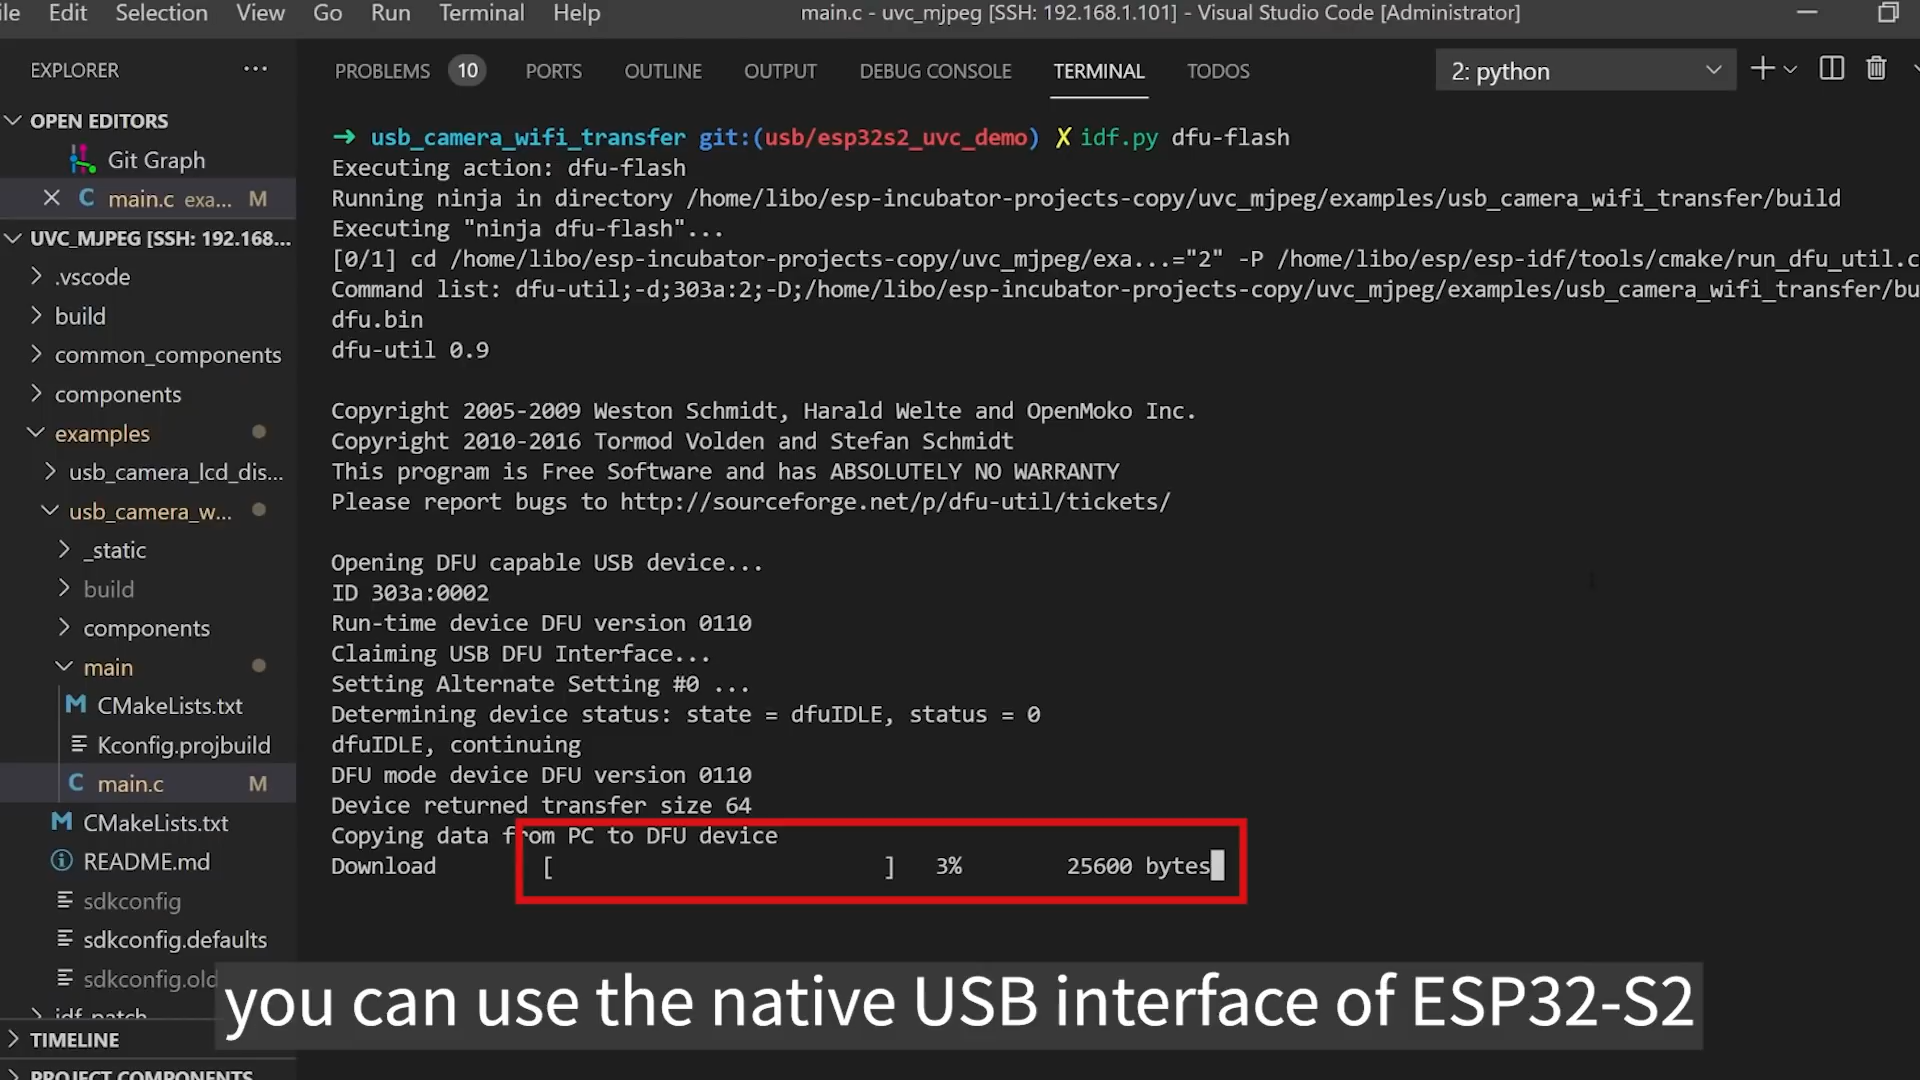 ile Edit Selection View Go Run Terminal Help main.c - uvc_mjpeg [SSH: 192.168.1.101] - Visual Studio Code [Administrator]
EXPLORER ...
OPEN EDITORS
Git Graph
C main.c exa... M
UVC_MJPEG [SSH: 192.168...
.vscode
build
common_components
components
examples
usb_camera_lcd_dis...
usb_camera_w...
_static
build
components
main
M CMakeLists.txt
Kconfig.projbuild
C main.c M
M CMakeLists.txt
README.md
sdkconfig
sdkconfig.defaults
sdkconfig.old
idf_patch
TIMELINE
PROJECT COMPONENTS
PROBLEMS 10 PORTS OUTLINE OUTPUT DEBUG CONSOLE TERMINAL TODOS 2: python
→ usb_camera_wifi_transfer git:(usb/esp32s2_uvc_demo) ✗ idf.py dfu-flash
Executing action: dfu-flash
Running ninja in directory /home/libo/esp-incubator-projects-copy/uvc_mjpeg/examples/usb_camera_wifi_transfer/build
Executing "ninja dfu-flash"...
[0/1] cd /home/libo/esp-incubator-projects-copy/uvc_mjpeg/exa...="2" -P /home/libo/esp/esp-idf/tools/cmake/run_dfu_util.c
Command list: dfu-util;-d;303a:2;-D;/home/libo/esp-incubator-projects-copy/uvc_mjpeg/examples/usb_camera_wifi_transfer/bu
dfu.bin
dfu-util 0.9
Copyright 2005-2009 Weston Schmidt, Harald Welte and OpenMoko Inc.
Copyright 2010-2016 Tormod Volden and Stefan Schmidt
This program is Free Software and has ABSOLUTELY NO WARRANTY
Please report bugs to http://sourceforge.net/p/dfu-util/tickets/
Opening DFU capable USB device...
ID 303a:0002
Run-time device DFU version 0110
Claiming USB DFU Interface...
Setting Alternate Setting #0 ...
Determining device status: state = dfuIDLE, status = 0
dfuIDLE, continuing
DFU mode device DFU version 0110
Device returned transfer size 64
Copying data from PC to DFU device
Download [ ] 3% 25600 bytes
you can use the native USB interface of ESP32-S2